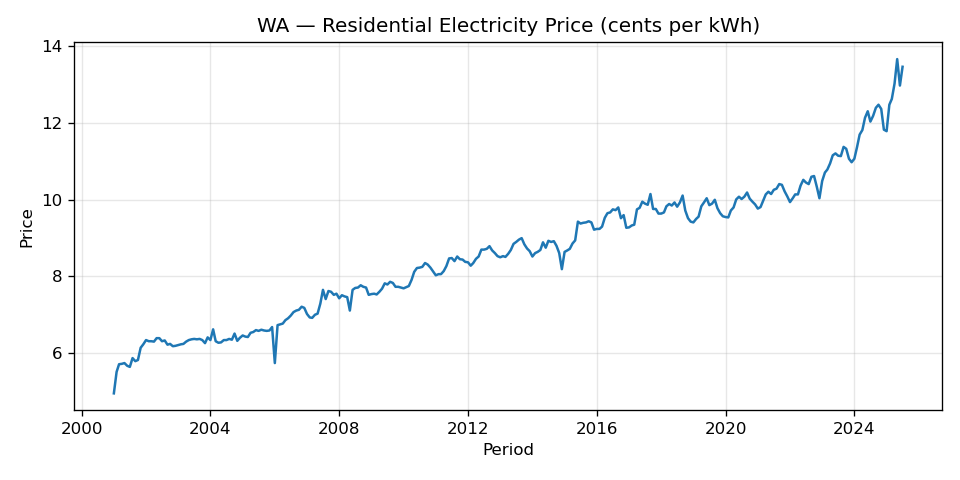 WA — Residential Electricity Price (cents per kWh)
14
12
10
8
6
Price
2000 2004 2008 2012 2016 2020 2024
Period